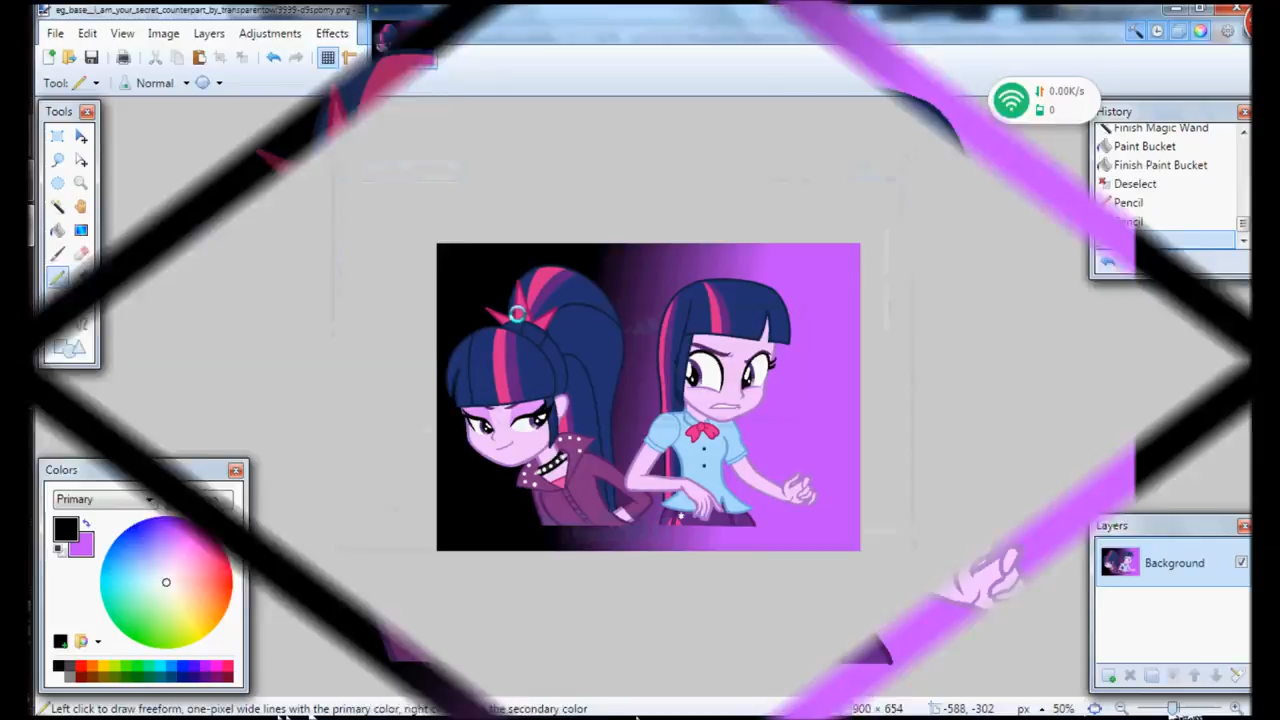 eg_base__i_am_your_secret_counterpart_by_transparentow
File Edit View Image Layers Adjustments Effects
Tool: Normal
0.00K/s
0
Tools
History
Finish Magic Wand
Paint Bucket
Finish Paint Bucket
Deselect
Pencil
Pencil
Colors
Primary
Layers
Background
Left click to draw freeform, one-pixel wide lines with the primary color, right the secondary color
900 × 654 -588, -302 px 50%